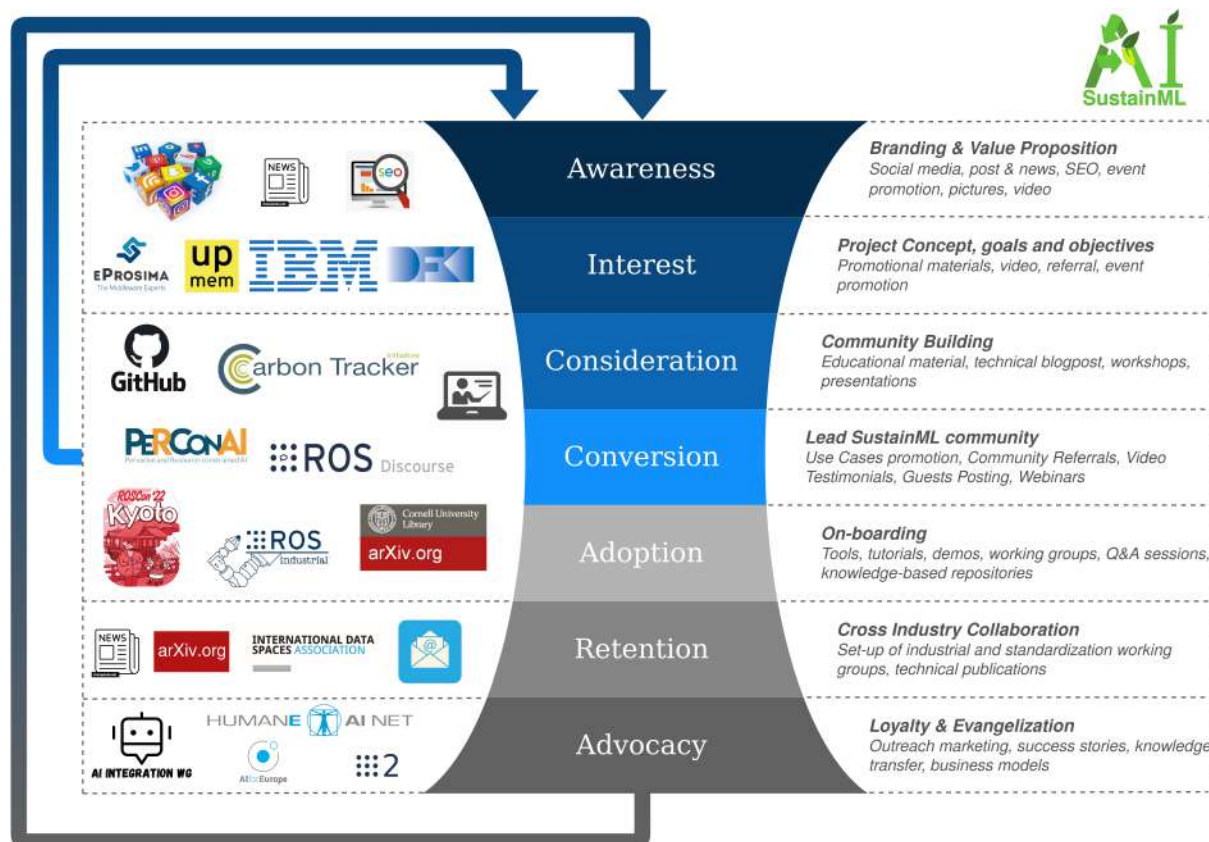 AI
SustainML
NEWS
seo
Awareness
Branding & Value Proposition
Social media, post & news, SEO, event
promotion, pictures, video
eProsima
The Middleware Experts
up
mem
IBM
DFKI
Interest
Project Concept, goals and objectives
Promotional materials, video, referral, event
promotion
GitHub
Carbon Tracker
Initiative
Consideration
Community Building
Educational material, technical blogpost, workshops,
presentations
PeRConAI
Pervasive and Resource-constrained AI
ROS Discourse
Conversion
Lead SustainML community
Use Cases promotion, Community Referrals, Video
Testimonials, Guests Posting, Webinars
ROSCon '22
Kyoto
ROS
Industrial
Cornell University
Library
arXiv.org
Adoption
On-boarding
Tools, tutorials, demos, working groups, Q&A sessions,
knowledge-based repositories
NEWS
arXiv.org
INTERNATIONAL DATA
SPACES ASSOCIATION
@
Retention
Cross Industry Collaboration
Set-up of industrial and standardization working
groups, technical publications
AI INTEGRATION WG
HUMANE AI NET
AI4Europe
2
Advocacy
Loyalty & Evangelization
Outreach marketing, success stories, knowledge
transfer, business models